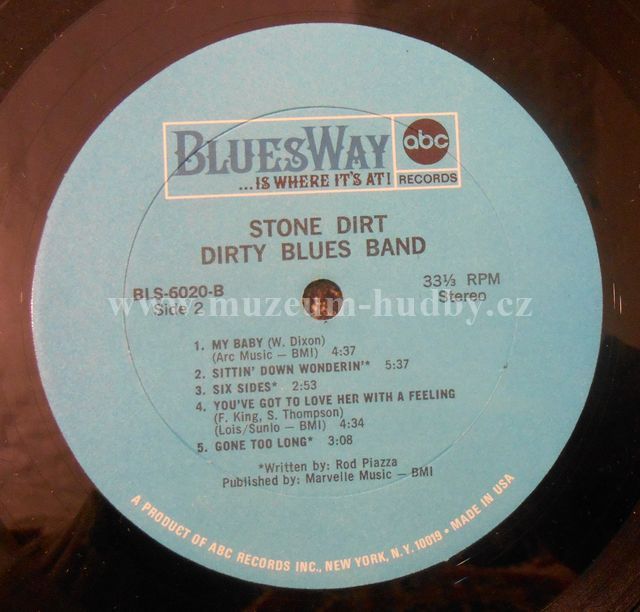 BLUESWAY
...IS WHERE IT'S AT!
abc
RECORDS
STONE DIRT
DIRTY BLUES BAND
BLS-6020-B
Side 2
33⅓ RPM
Stereo
www.muzeum-hudby.cz
1. MY BABY (W. Dixon)
(Arc Music — BMI) 4:37
2. SITTIN' DOWN WONDERIN'* 5:37
3. SIX SIDES* 2:53
4. YOU'VE GOT TO LOVE HER WITH A FEELING
(F. King, S. Thompson)
(Lois/Sunlo — BMI) 4:34
5. GONE TOO LONG* 3:08
*Written by: Rod Piazza
Published by: Marvelle Music — BMI
A PRODUCT OF ABC RECORDS INC., NEW YORK, N.Y. 10019 • MADE IN USA